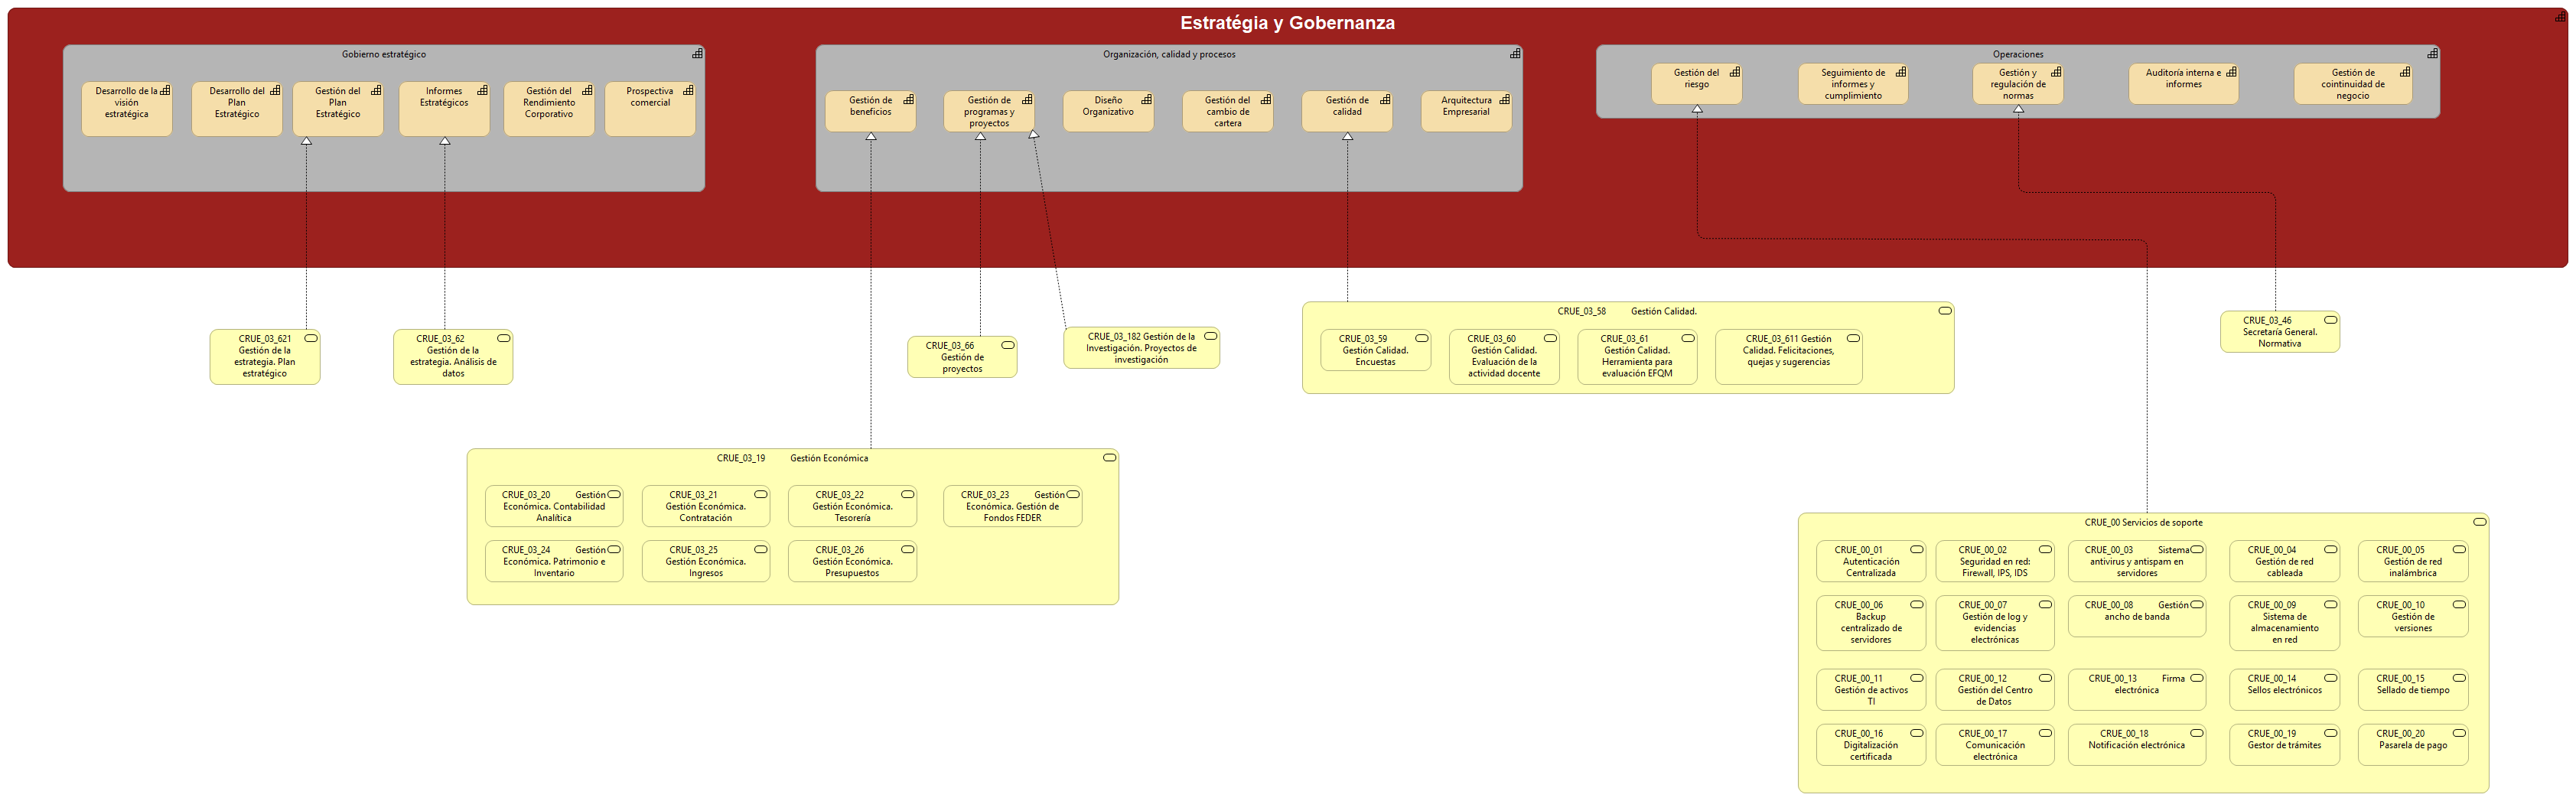 Estratégia y Gobernanza
Gobierno estratégico
Desarrollo de la
visión
estratégica
Desarrollo del
Plan
Estratégico
Gestión del
Plan
Estratégico
Informes
Estratégicos
Gestión del
Rendimiento
Corporativo
Prospectiva
comercial
Organización, calidad y procesos
Gestión de
beneficios
Gestión de
programas y
proyectos
Diseño
Organizativo
Gestión del
cambio de
cartera
Gestión de
calidad
Arquitectura
Empresarial
Operaciones
Gestión del
riesgo
Seguimiento de
informes y
cumplimiento
Gestión y
regulación de
normas
Auditoría interna e
informes
Gestión de
cointinuidad de
negocio
CRUE_03_621
Gestión de la
estrategia. Plan
estratégico
CRUE_03_62
Gestión de la
estrategia. Análisis de
datos
CRUE_03_66
Gestión de
proyectos
CRUE_03_182 Gestión de la
Investigación. Proyectos de
investigación
CRUE_03_58 Gestión Calidad.
CRUE_03_59
Gestión Calidad.
Encuestas
CRUE_03_60
Gestión Calidad.
Evaluación de la
actividad docente
CRUE_03_61
Gestión Calidad.
Herramienta para
evaluación EFQM
CRUE_03_611 Gestión
Calidad. Felicitaciones,
quejas y sugerencias
CRUE_03_46
Secretaría General.
Normativa
CRUE_03_19 Gestión Económica
CRUE_03_20 Gestión
Económica. Contabilidad
Analítica
CRUE_03_21
Gestión Económica.
Contratación
CRUE_03_22
Gestión Económica.
Tesorería
CRUE_03_23 Gestión
Económica. Gestión de
Fondos FEDER
CRUE_03_24 Gestión
Económica. Patrimonio e
Inventario
CRUE_03_25
Gestión Económica.
Ingresos
CRUE_03_26
Gestión Económica.
Presupuestos
CRUE_00 Servicios de soporte
CRUE_00_01
Autenticación
Centralizada
CRUE_00_02
Seguridad en red:
Firewall, IPS, IDS
CRUE_00_03 Sistema
antivirus y antispam en
servidores
CRUE_00_04
Gestión de red
cableada
CRUE_00_05
Gestión de red
inalámbrica
CRUE_00_06
Backup
centralizado de
servidores
CRUE_00_07
Gestión de log y
evidencias
electrónicas
CRUE_00_08 Gestión
ancho de banda
CRUE_00_09
Sistema de
almacenamiento
en red
CRUE_00_10
Gestión de
versiones
CRUE_00_11
Gestión de activos
TI
CRUE_00_12
Gestión del Centro
de Datos
CRUE_00_13 Firma
electrónica
CRUE_00_14
Sellos electrónicos
CRUE_00_15
Sellado de tiempo
CRUE_00_16
Digitalización
certificada
CRUE_00_17
Comunicación
electrónica
CRUE_00_18
Notificación electrónica
CRUE_00_19
Gestor de trámites
CRUE_00_20
Pasarela de pago